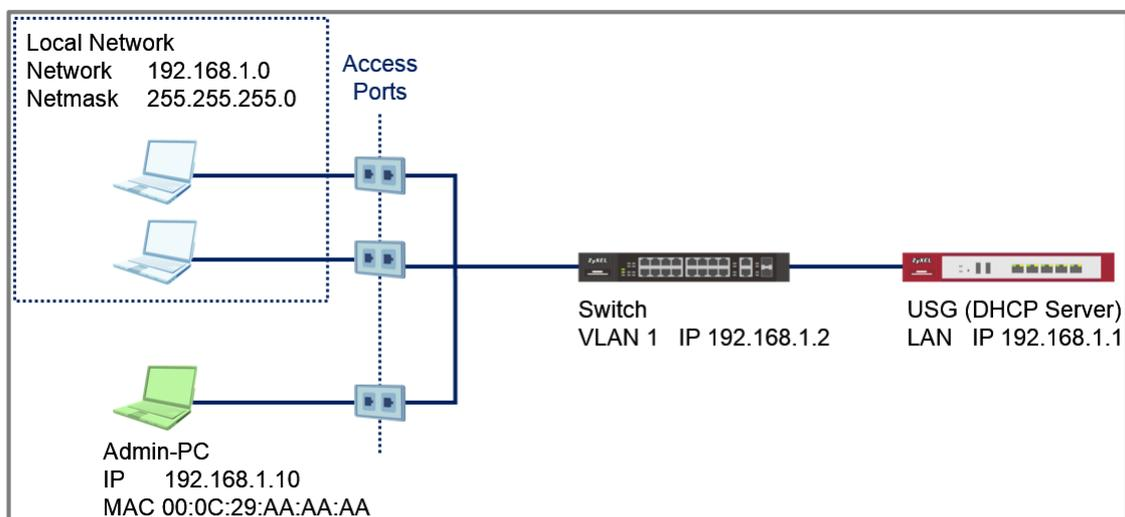 Local Network
Network 192.168.1.0
Netmask 255.255.255.0
Access
Ports
ZyXEL
ZyXEL
Switch
VLAN 1 IP 192.168.1.2
USG (DHCP Server)
LAN IP 192.168.1.1
Admin-PC
IP 192.168.1.10
MAC 00:0C:29:AA:AA:AA